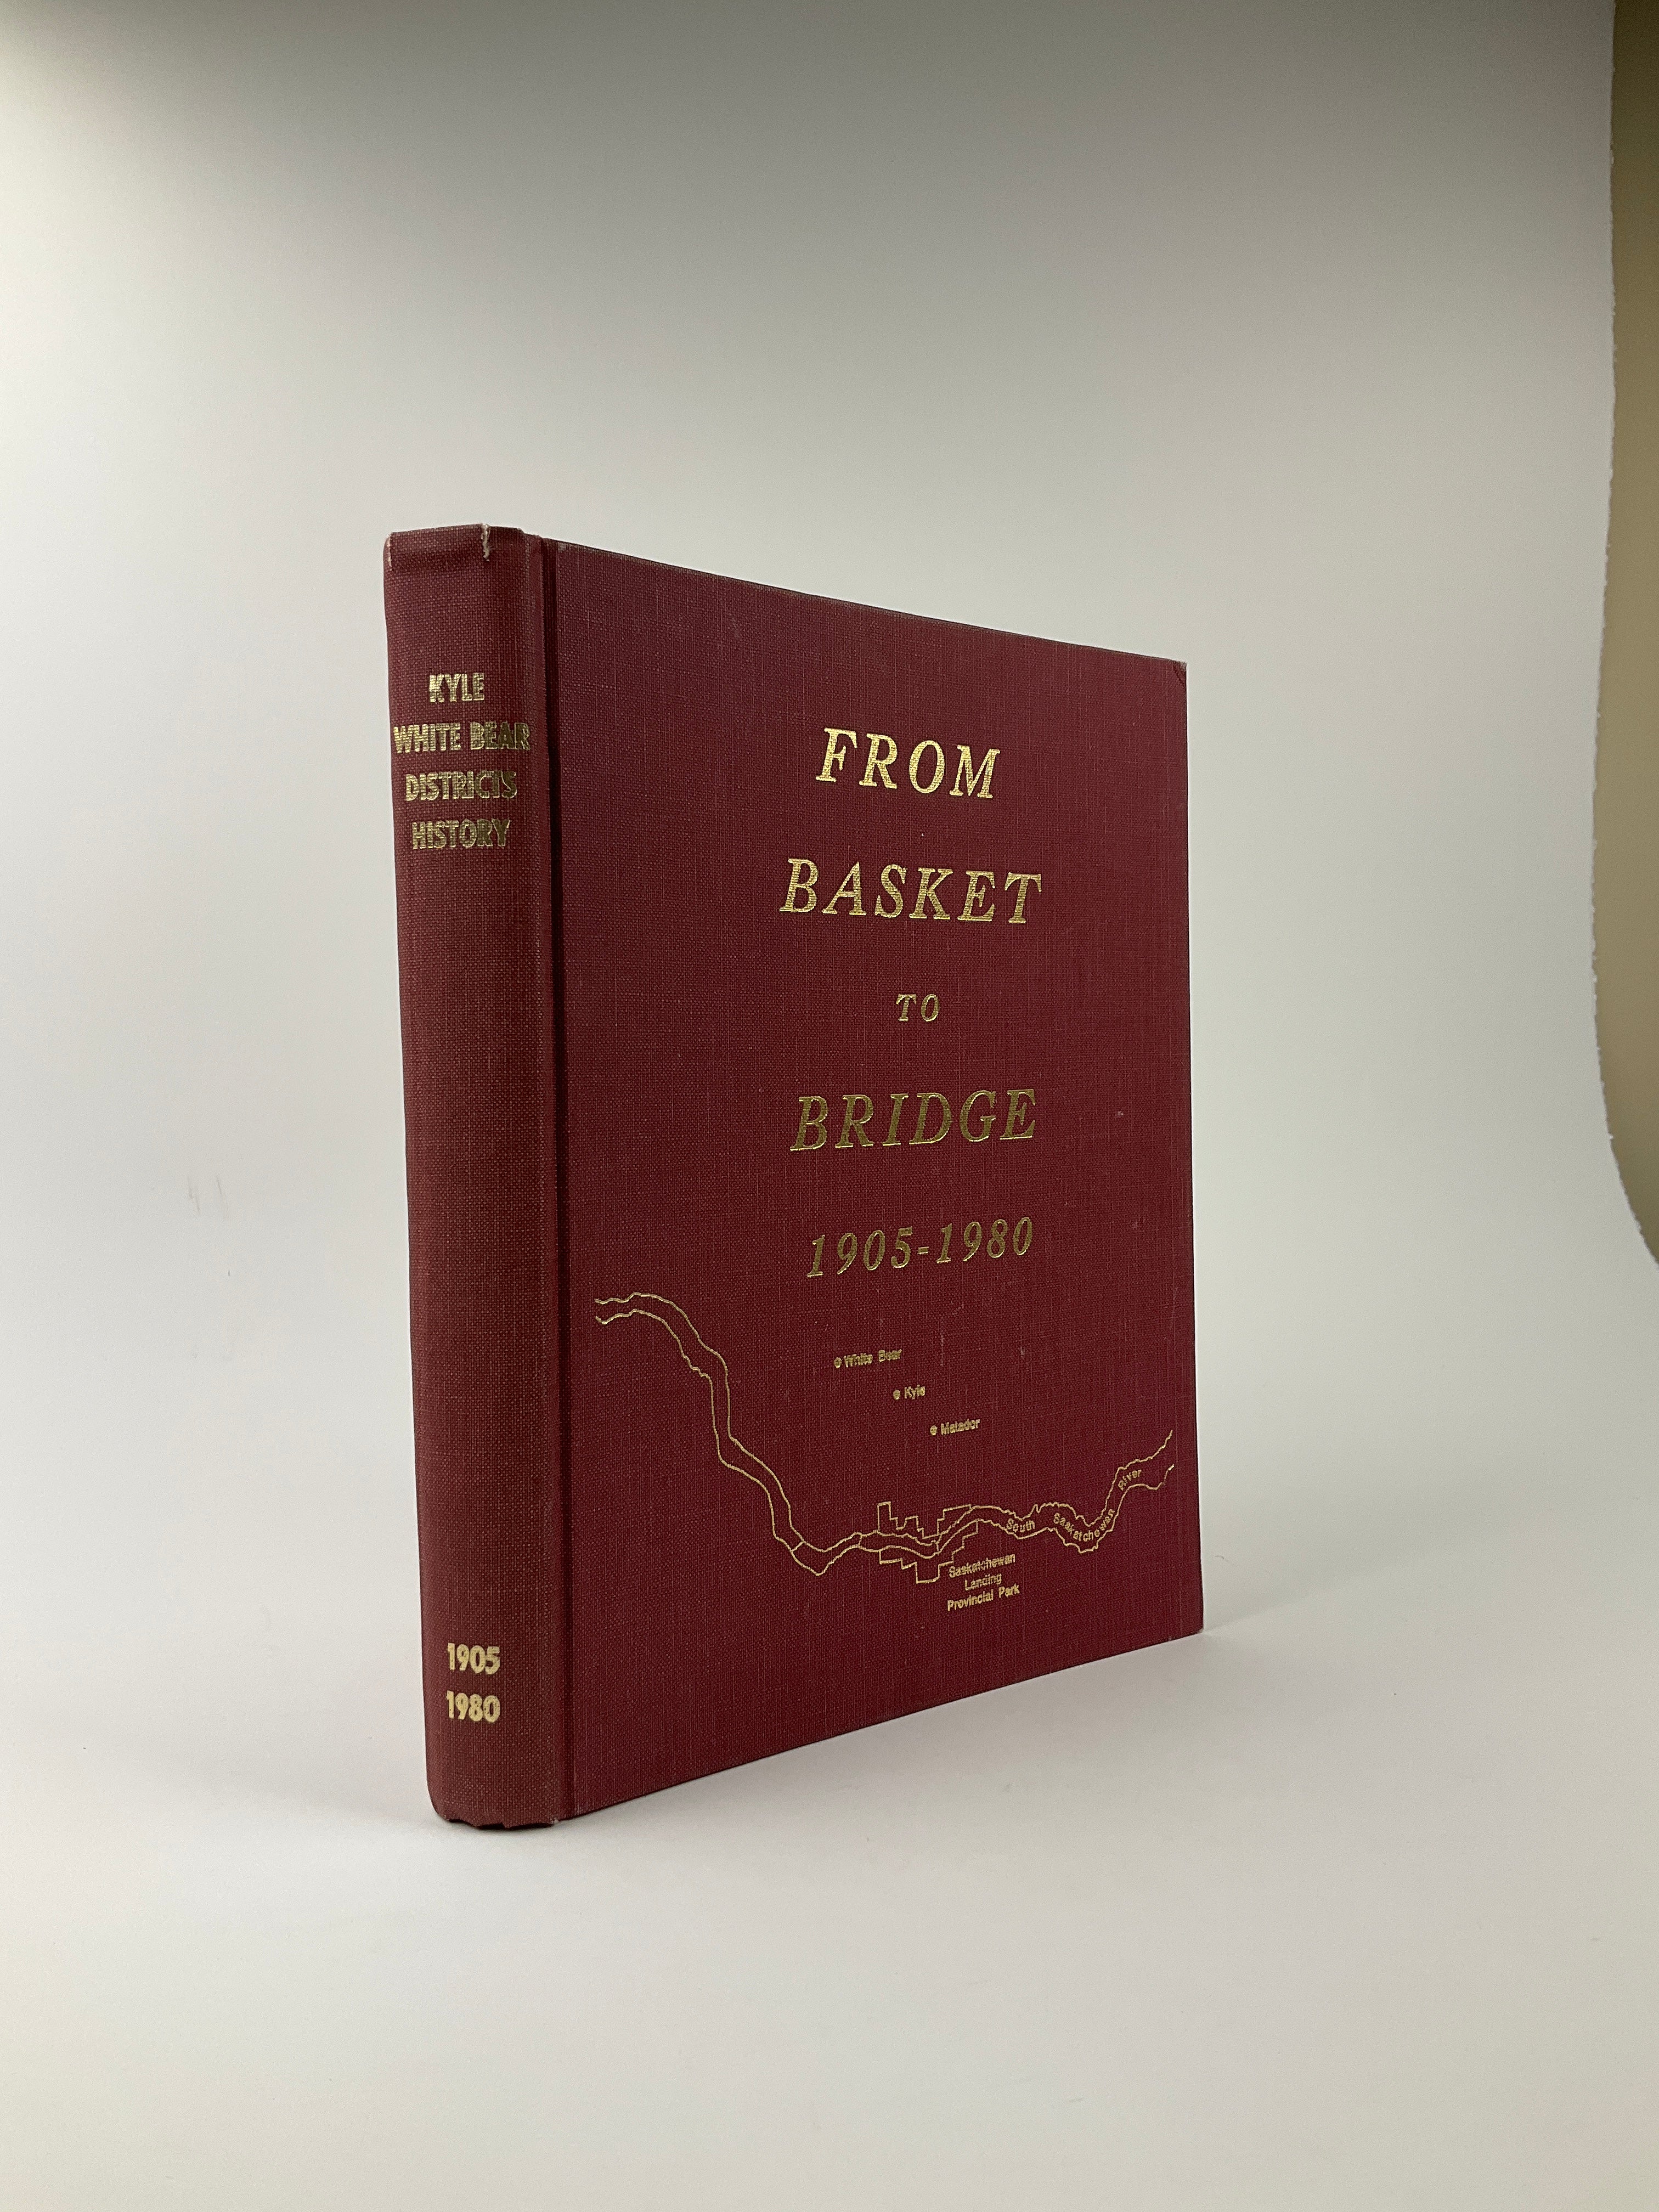 KYLE
WHITE BEAR
DISTRICTS
HISTORY
1905
1980
FROM
BASKET
TO
BRIDGE
1905-1980
White Bear
Kyle
Matador
South Saskatchewan River
Saskatchewan
Landing
Provincial Park